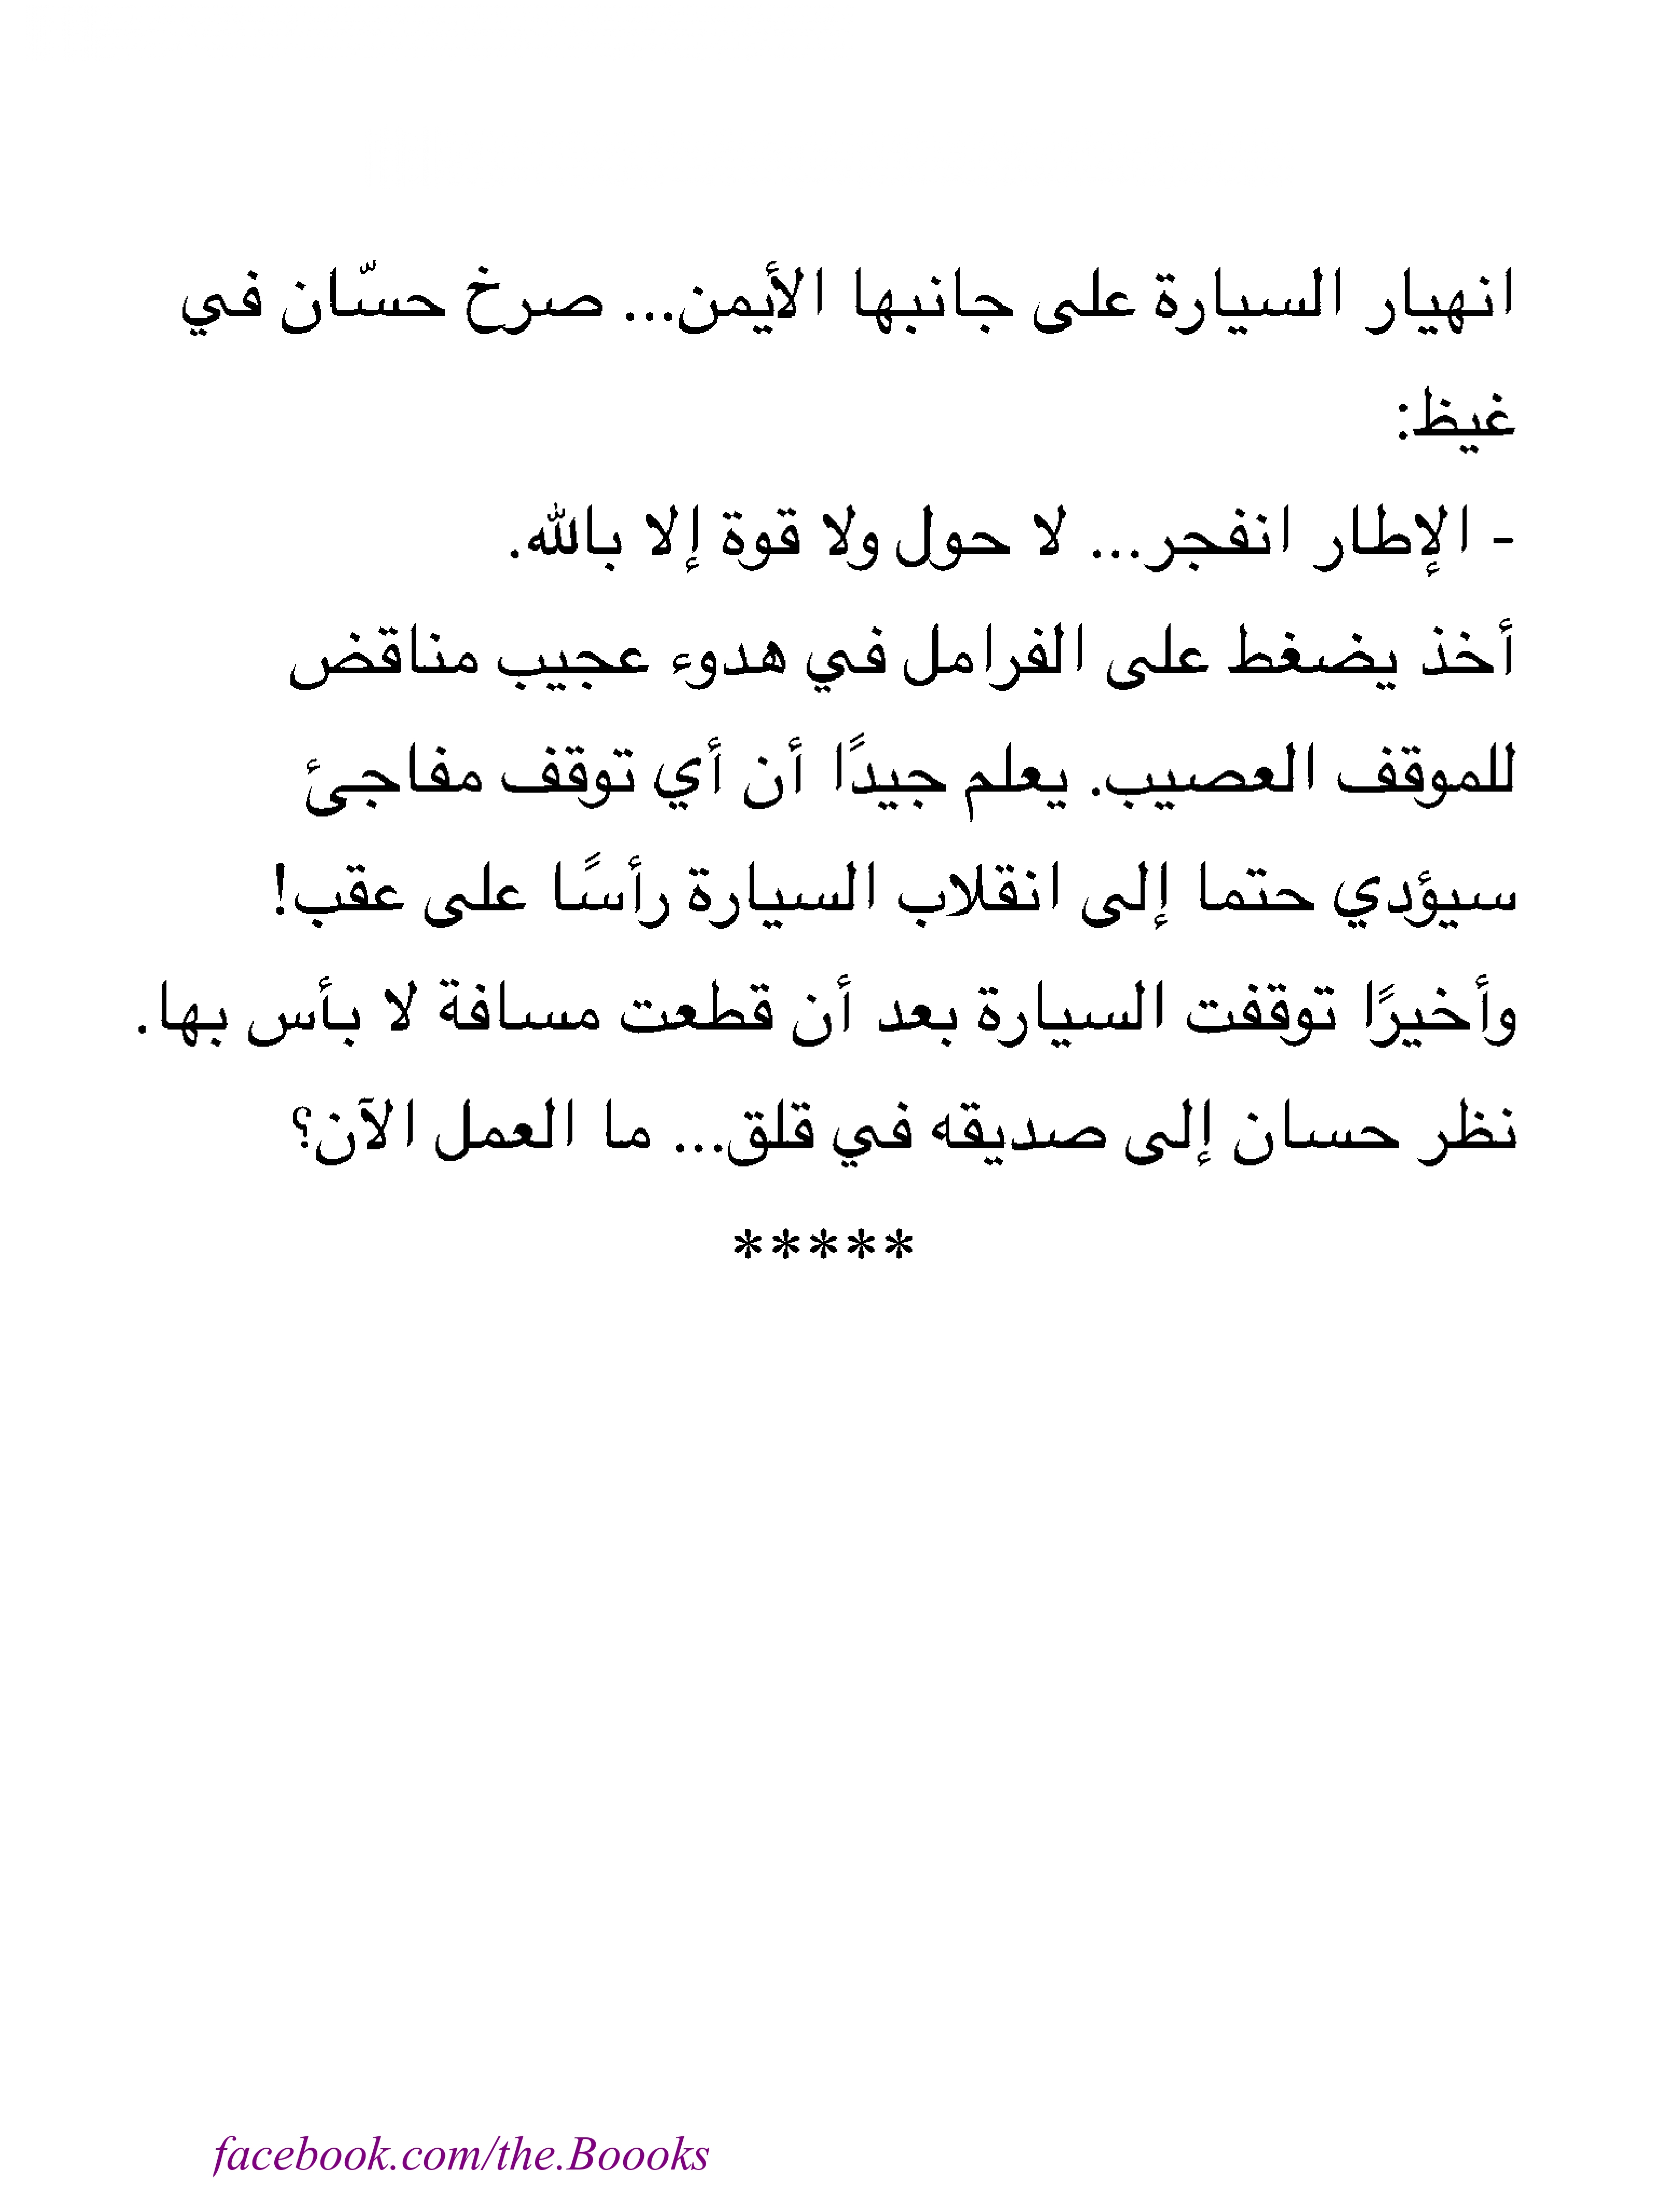 انهيار السيارة على جانبها الأيمن... صرخ حسّان في
غيظ:
- الإطار انفجر... لا حول ولا قوة إلا بالله.
أخذ يضغط على الفرامل في هدوء عجيب مناقض
للموقف العصيب. يعلم جيدًا أن أي توقف مفاجئ
سيؤدي حتما إلى انقلاب السيارة رأسًا على عقب!
وأخيرًا توقفت السيارة بعد أن قطعت مسافة لا بأس بها.
نظر حسان إلى صديقه في قلق... ما العمل الآن؟
*****
facebook.com/the.Boooks